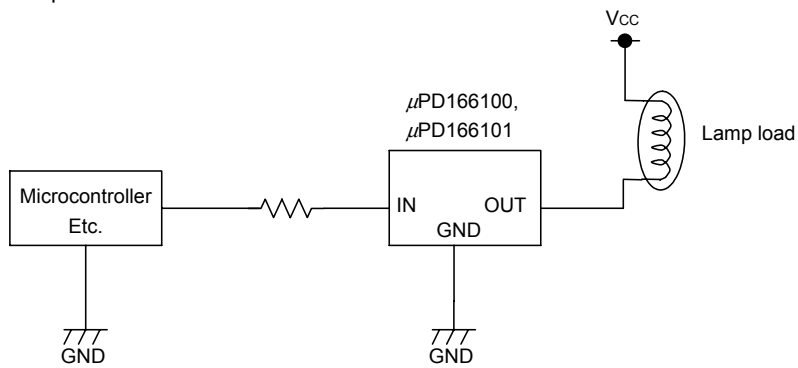 VCC
μPD166100,
μPD166101
Lamp load
Microcontroller
Etc.
IN
OUT
GND
GND
GND